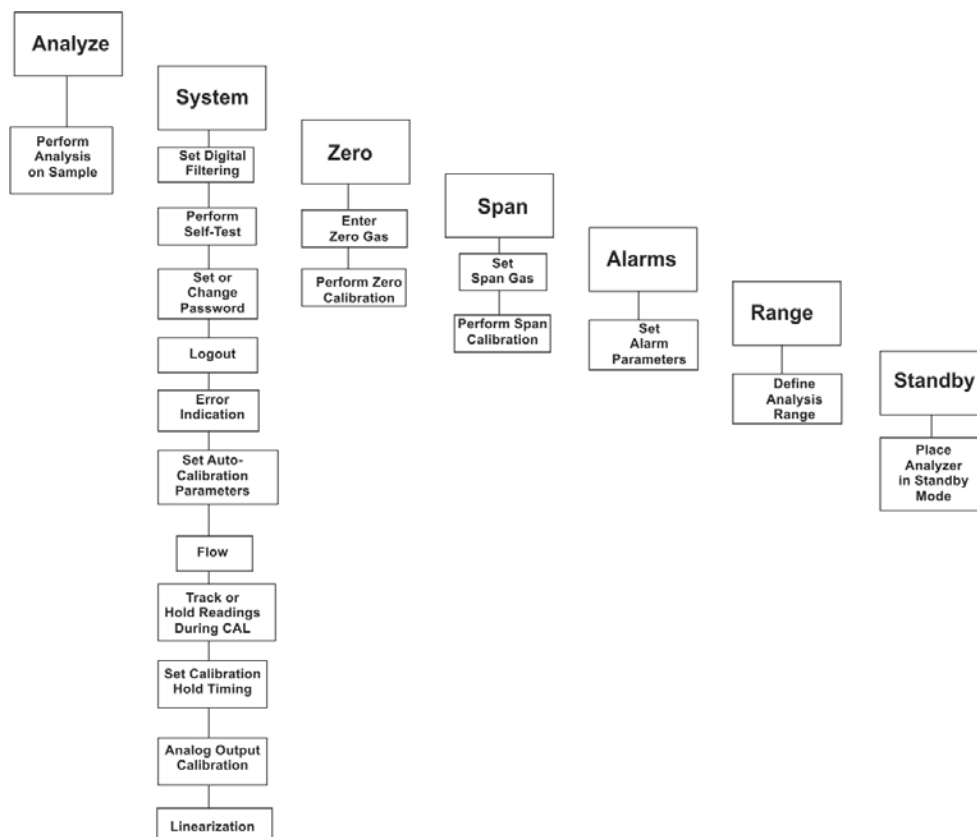 Analyze
Perform
Analysis
on Sample
System
Set Digital
Filtering
Perform
Self-Test
Set or
Change
Password
Logout
Error
Indication
Set Auto-
Calibration
Parameters
Flow
Track or
Hold Readings
During CAL
Set Calibration
Hold Timing
Analog Output
Calibration
Linearization
Zero
Enter
Zero Gas
Perform Zero
Calibration
Span
Set
Span Gas
Perform Span
Calibration
Alarms
Set
Alarm
Parameters
Range
Define
Analysis
Range
Standby
Place
Analyzer
in Standby
Mode